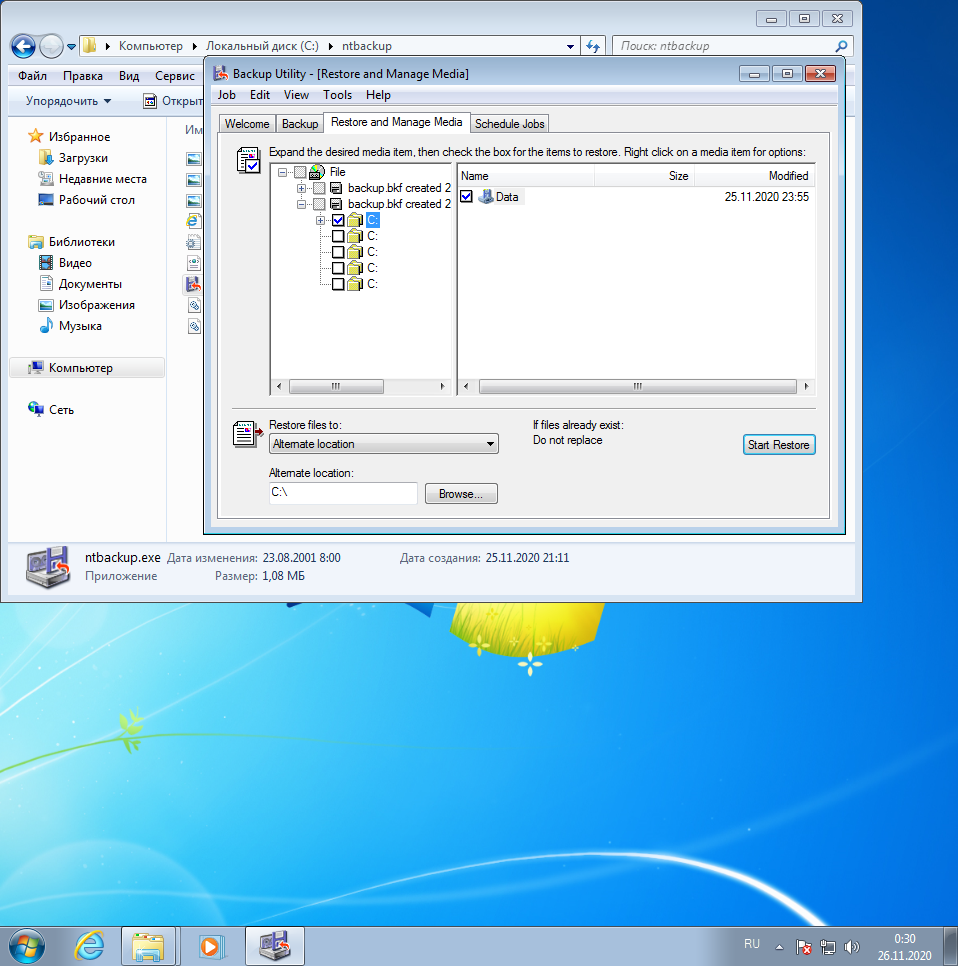 Компьютер
Локальный диск (C:)
ntbackup
Поиск: ntbackup
Файл
Правка
Вид
Сервис
Упорядочить
Открыт
Избранное
Загрузки
Недавние места
Рабочий стол
Библиотеки
Видео
Документы
Изображения
Музыка
Компьютер
Сеть
Им
Backup Utility - [Restore and Manage Media]
Job Edit View Tools Help
Welcome
Backup
Restore and Manage Media
Schedule Jobs
Expand the desired media item, then check the box for the items to restore. Right click on a media item for options:
File
backup.bkf created 2
backup.bkf created 2
C:
C:
C:
C:
C:
Name Size Modified
Data 25.11.2020 23:55
Restore files to:
Alternate location
Alternate location:
C:\
Browse...
If files already exist:
Do not replace
Start Restore
ntbackup.exe Дата изменения: 23.08.2001 8:00 Дата создания: 25.11.2020 21:11
Приложение Размер: 1,08 МБ
RU
0:30
26.11.2020